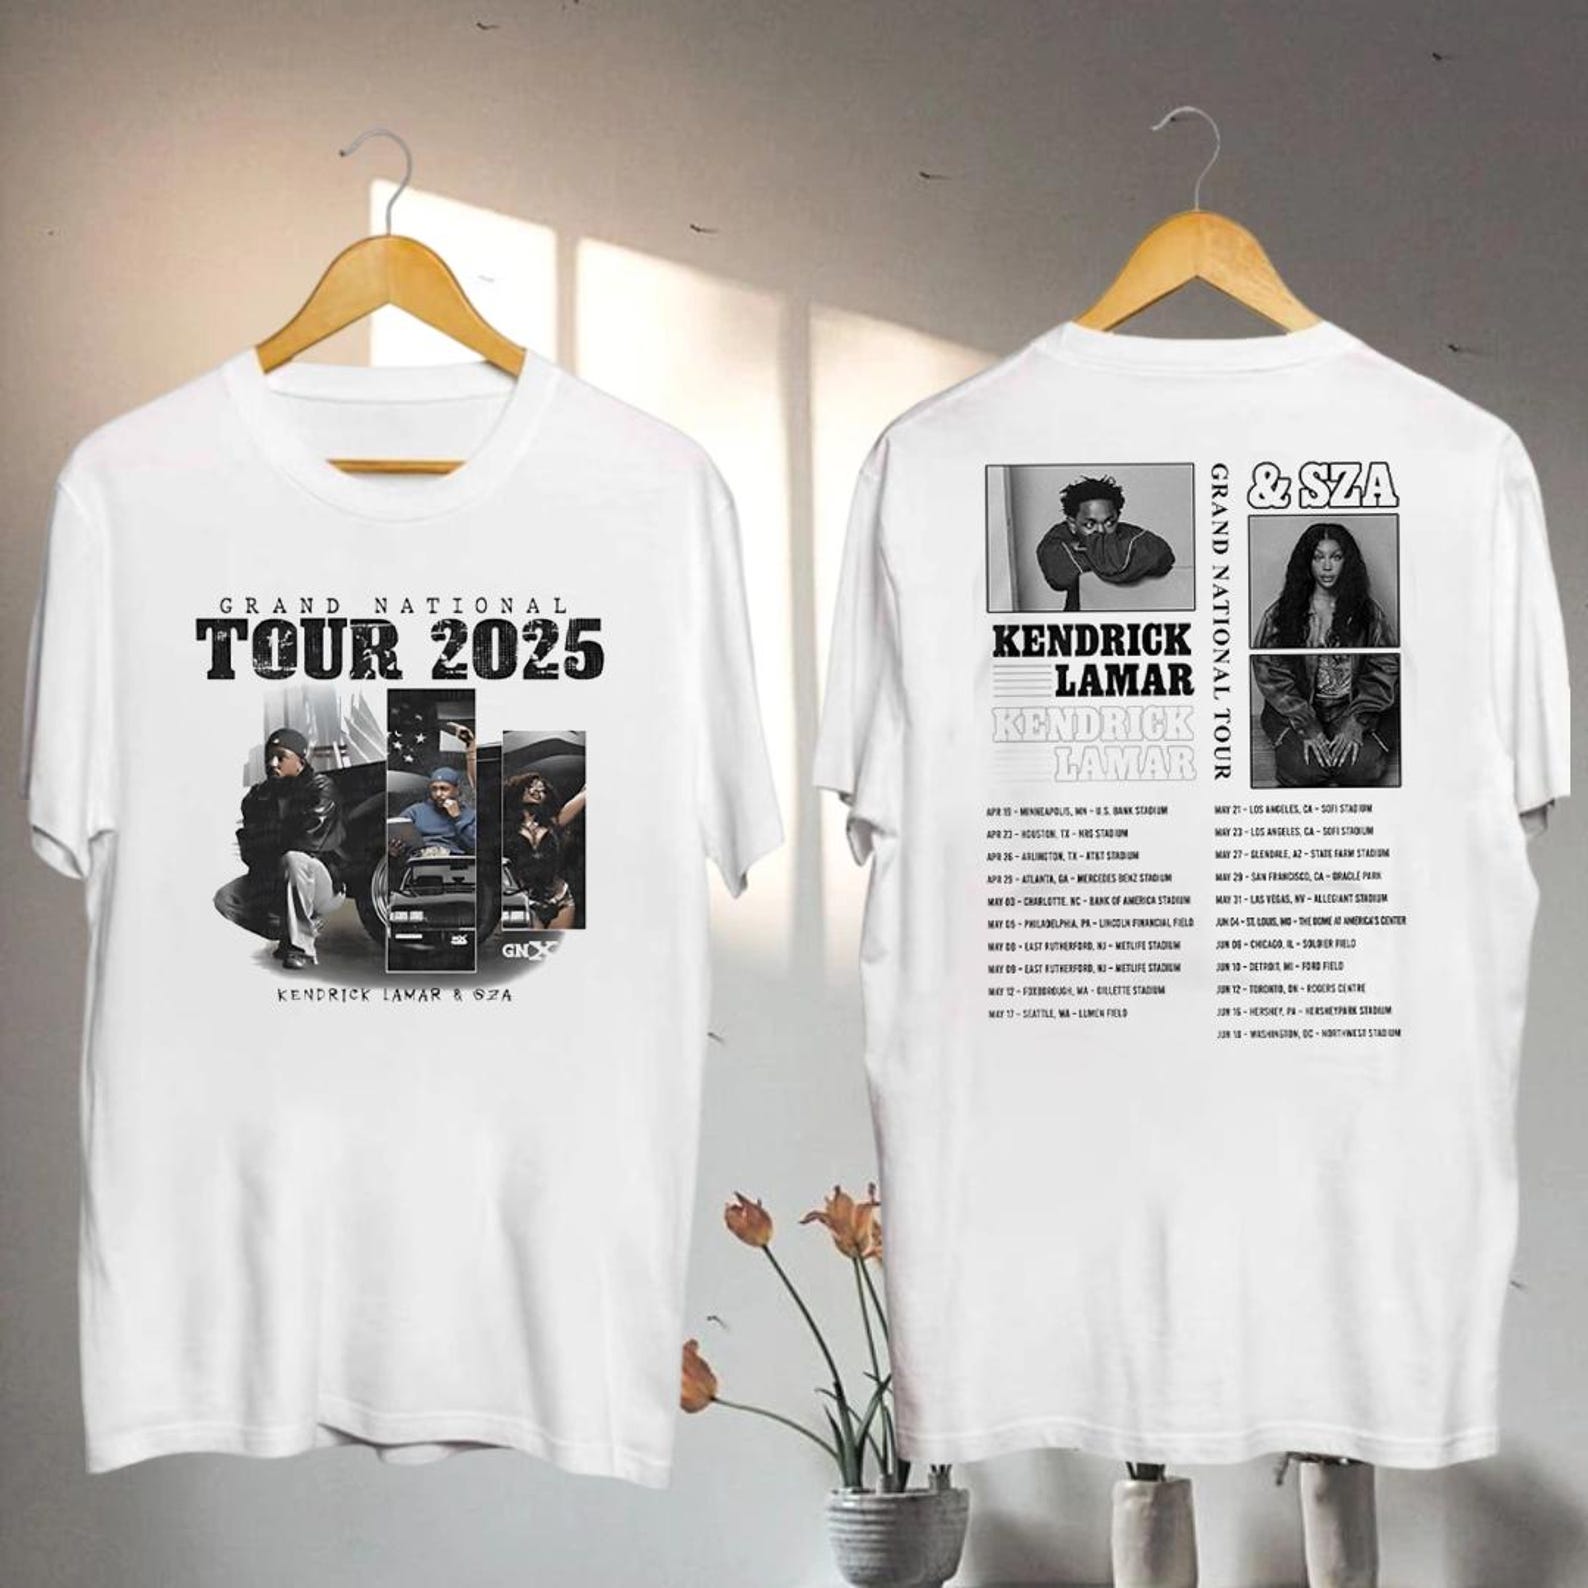 GRAND NATIONAL
TOUR 2025
GNX
KENDRICK LAMAR & SZA
KENDRICK
LAMAR
KENDRICK
LAMAR
GRAND NATIONAL TOUR
& SZA
APR 19 - MINNEAPOLIS, MN - U.S. BANK STADIUM
APR 23 - HOUSTON, TX - NRG STADIUM
APR 26 - ARLINGTON, TX - AT&T STADIUM
APR 29 - ATLANTA, GA - MERCEDES BENZ STADIUM
MAY 03 - CHARLOTTE, NC - BANK OF AMERICA STADIUM
MAY 05 - PHILADELPHIA, PA - LINCOLN FINANCIAL FIELD
MAY 08 - EAST RUTHERFORD, NJ - METLIFE STADIUM
MAY 09 - EAST RUTHERFORD, NJ - METLIFE STADIUM
MAY 12 - FOXBOROUGH, MA - GILLETTE STADIUM
MAY 17 - SEATTLE, WA - LUMEN FIELD
MAY 21 - LOS ANGELES, CA - SOFI STADIUM
MAY 23 - LOS ANGELES, CA - SOFI STADIUM
MAY 27 - GLENDALE, AZ - STATE FARM STADIUM
MAY 29 - SAN FRANCISCO, CA - ORACLE PARK
MAY 31 - LAS VEGAS, NV - ALLEGIANT STADIUM
JUN 04 - ST. LOUIS, MO - THE DOME AT AMERICA'S CENTER
JUN 06 - CHICAGO, IL - SOLDIER FIELD
JUN 10 - DETROIT, MI - FORD FIELD
JUN 12 - TORONTO, ON - ROGERS CENTRE
JUN 16 - HERSHEY, PA - HERSHEYPARK STADIUM
JUN 18 - WASHINGTON, DC - NORTHWEST STADIUM